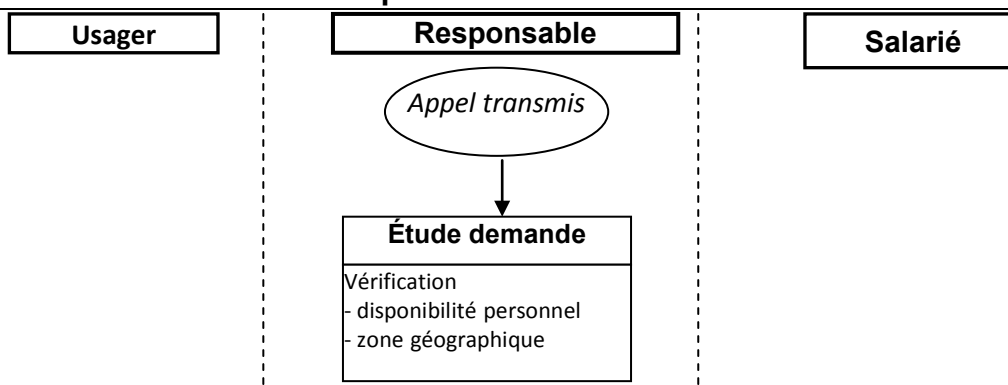 Usager
Responsable
Salarié
Appel transmis
Étude demande
Vérification
- disponibilité personnel
- zone géographique